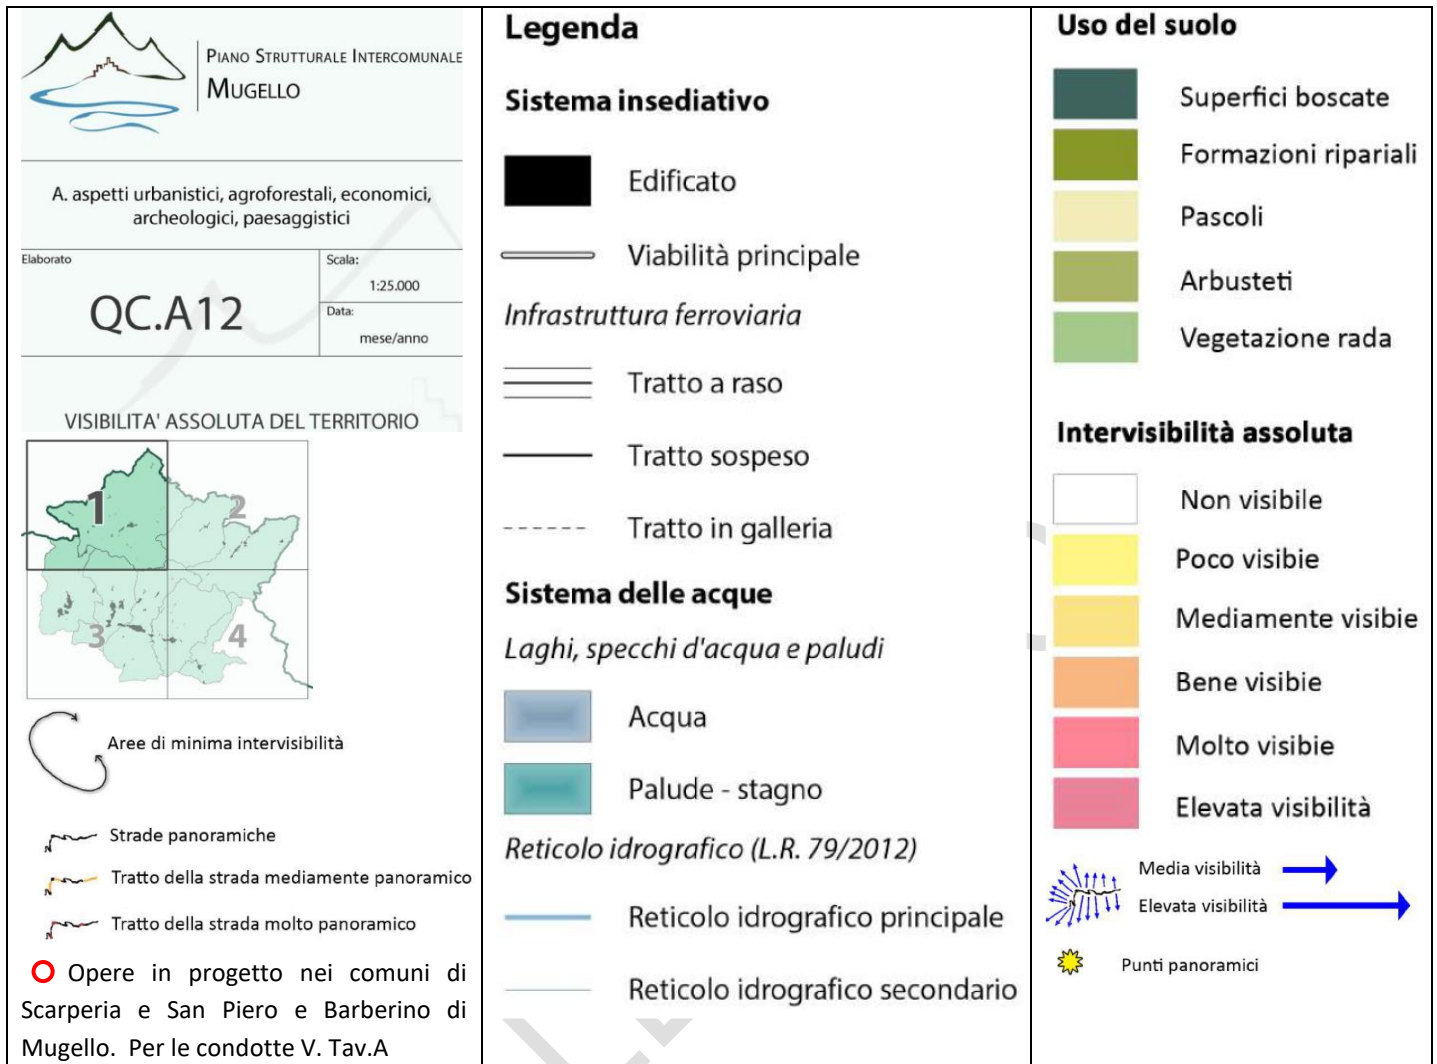 PIANO STRUTTURALE INTERCOMUNALE
MUGELLO
A. aspetti urbanistici, agroforestali, economici,
archeologici, paesaggistici
Elaborato
QC.A12
Scala:
1:25.000
Data:
mese/anno
VISIBILITA' ASSOLUTA DEL TERRITORIO
1
2
3
4
Aree di minima intervisibilità
Strade panoramiche
Tratto della strada mediamente panoramico
Tratto della strada molto panoramico
Opere in progetto nei comuni di
Scarperia e San Piero e Barberino di
Mugello. Per le condotte V. Tav.A
Legenda
Sistema insediativo
Edificato
Viabilità principale
Infrastruttura ferroviaria
Tratto a raso
Tratto sospeso
Tratto in galleria
Sistema delle acque
Laghi, specchi d'acqua e paludi
Acqua
Palude - stagno
Reticolo idrografico (L.R. 79/2012)
Reticolo idrografico principale
Reticolo idrografico secondario
Uso del suolo
Superfici boscate
Formazioni ripariali
Pascoli
Arbusteti
Vegetazione rada
Intervisibilità assoluta
Non visibile
Poco visibie
Mediamente visibie
Bene visibie
Molto visibie
Elevata visibilità
Media visibilità
Elevata visibilità
Punti panoramici